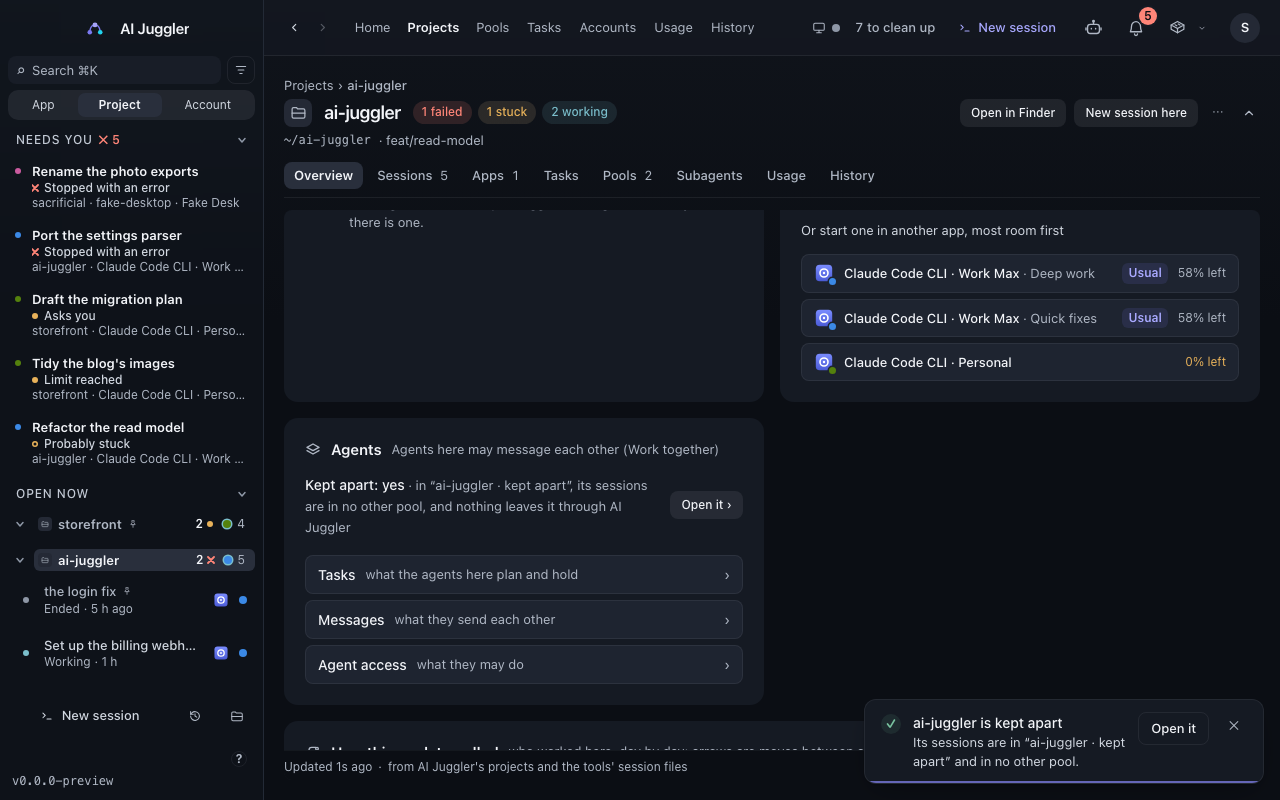 AI Juggler
Search ⌘K
App
Project
Account
NEEDS YOU
5
Rename the photo exports
Stopped with an error
sacrificial · fake-desktop · Fake Desk
Port the settings parser
Stopped with an error
ai-juggler · Claude Code CLI · Work ...
Draft the migration plan
Asks you
storefront · Claude Code CLI · Perso...
Tidy the blog's images
Limit reached
storefront · Claude Code CLI · Perso...
Refactor the read model
Probably stuck
ai-juggler · Claude Code CLI · Work ...
OPEN NOW
storefront
2
4
ai-juggler
2
5
the login fix
Ended · 5 h ago
Set up the billing webh...
Working · 1 h
New session
?
v0.0.0-preview
Home
Projects
Pools
Tasks
Accounts
Usage
History
7 to clean up
New session
5
S
Projects › ai-juggler
ai-juggler
1 failed
1 stuck
2 working
Open in Finder
New session here
~/ai-juggler · feat/read-model
Overview
Sessions 5
Apps 1
Tasks
Pools 2
Subagents
Usage
History
there is one.
Or start one in another app, most room first
Claude Code CLI · Work Max · Deep work
Usual
58% left
Claude Code CLI · Work Max · Quick fixes
Usual
58% left
Claude Code CLI · Personal
0% left
Agents
Agents here may message each other (Work together)
Kept apart: yes · in “ai-juggler · kept apart”, its sessions
are in no other pool, and nothing leaves it through AI
Juggler
Open it ›
Tasks what the agents here plan and hold
Messages what they send each other
Agent access what they may do
Updated 1s ago · from AI Juggler's projects and the tools' session files
ai-juggler is kept apart
Its sessions are in “ai-juggler · kept
apart” and in no other pool.
Open it